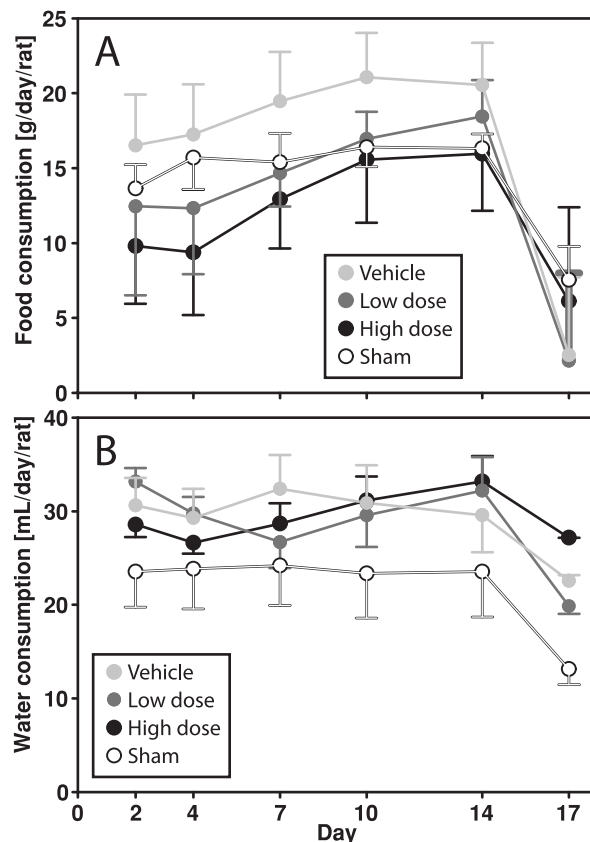 A
Food consumption [g/day/rat]
25
20
15
10
5
0
Vehicle
Low dose
High dose
Sham
B
Water consumption [mL/day/rat]
40
30
20
10
0
Vehicle
Low dose
High dose
Sham
0 2 4 7 10 14 17
Day